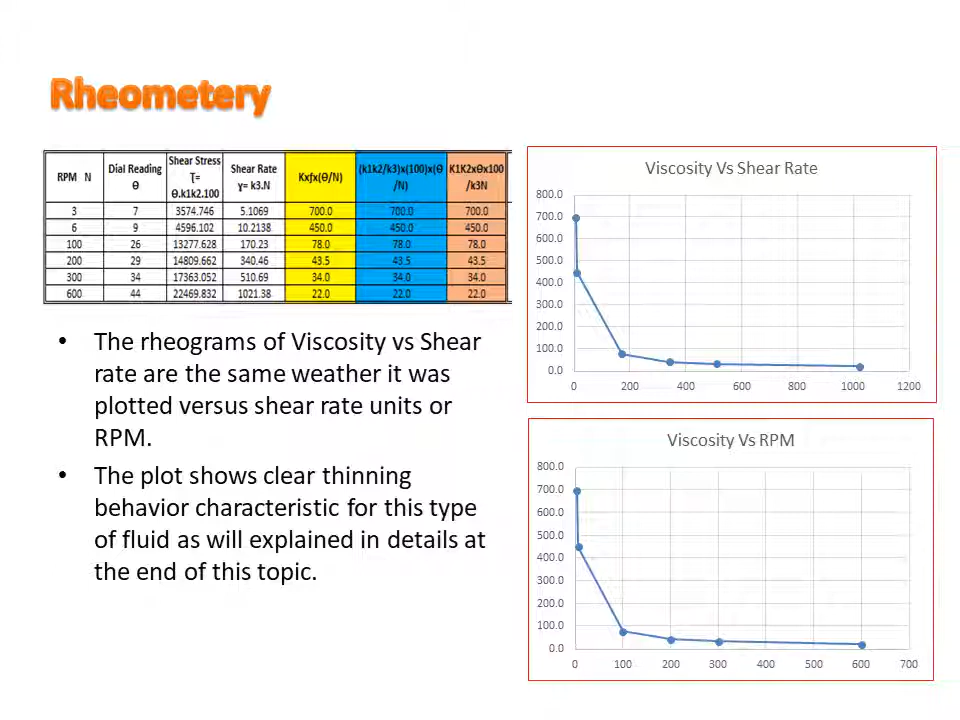 Rheometery
RPM N Dial Reading Ɵ Shear Stress Ʈ= Ɵ.k1k2.100 Shear Rate γ= k3.N Kxƒx(Ɵ/N) (k1k2/k3)x(100)x(Ɵ/N) K1K2xƟx100/k3N
3 7 3574.746 5.1069 700.0 700.0 700.0
6 9 4596.102 10.2138 450.0 450.0 450.0
100 26 13277.628 170.23 78.0 78.0 78.0
200 29 14809.662 340.46 43.5 43.5 43.5
300 34 17363.052 510.69 34.0 34.0 34.0
600 44 22469.832 1021.38 22.0 22.0 22.0
• The rheograms of Viscosity vs Shear
rate are the same weather it was
plotted versus shear rate units or
RPM.
• The plot shows clear thinning
behavior characteristic for this type
of fluid as will explained in details at
the end of this topic.
Viscosity Vs Shear Rate
800.0
700.0
600.0
500.0
400.0
300.0
200.0
100.0
0.0
0 200 400 600 800 1000 1200
Viscosity Vs RPM
800.0
700.0
600.0
500.0
400.0
300.0
200.0
100.0
0.0
0 100 200 300 400 500 600 700